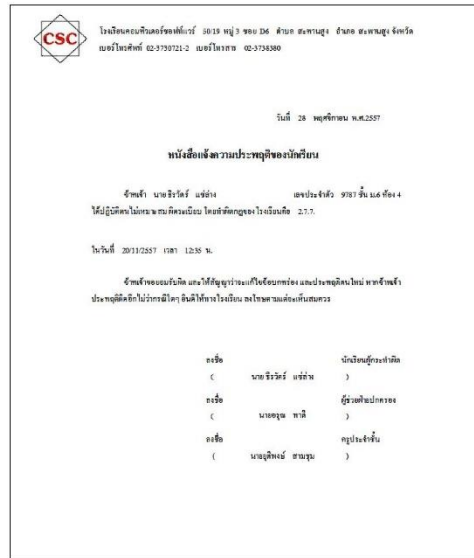 CSC
โรงเรียนคอมพิวเตอร์ซอฟท์แวร์ 50/19 หมู่ 3 ซอย D6 ตำบล สะพานสูง อำเภอ สะพานสูง จังหวัด
เบอร์โทรศัพท์ 02-3730721-2 เบอร์โทรสาร 02-3738380
วันที่ 28 พฤศจิกายน พ.ศ.2557
หนังสือแจ้งความประพฤติของนักเรียน
ข้าพเจ้า นายธีรวัตร์ แซ่ล่าง เลขประจำตัว 9787 ชั้น ม.6 ห้อง 4
ได้ปฏิบัติตนไม่เหมาะสม ผิดระเบียบ โดยทำผิดกฎของโรงเรียนคือ 2.7.7.
ในวันที่ 20/11/2557 เวลา 12:35 น.
ข้าพเจ้าขอยอมรับผิด และให้สัญญาว่าจะแก้ไขข้อบกพร่อง และประพฤติตนใหม่ หากข้าพเจ้า
ประพฤติผิดอีกไม่ว่ากรณีใดๆ ยินดีให้ทางโรงเรียน ลงโทษตามแต่จะเห็นสมควร
ลงชื่อ นักเรียนผู้กระทำผิด
( นายธีรวัตร์ แซ่ล่าง )
ลงชื่อ ผู้ช่วยฝ่ายปกครอง
( นายอรุณ พาดี )
ลงชื่อ ครูประจำชั้น
( นายวุฒิพงษ์ สามขุม )